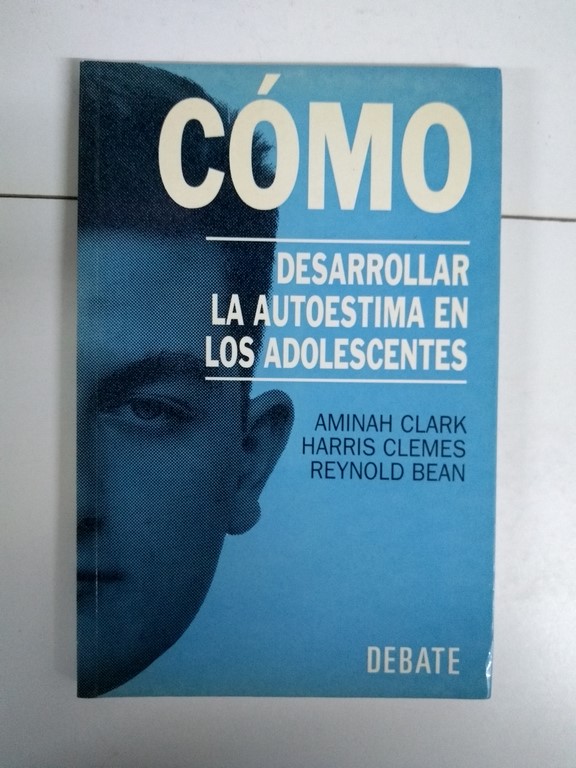 CÓMO
DESARROLLAR
LA AUTOESTIMA EN
LOS ADOLESCENTES
AMINAH CLARK
HARRIS CLEMES
REYNOLD BEAN
DEBATE